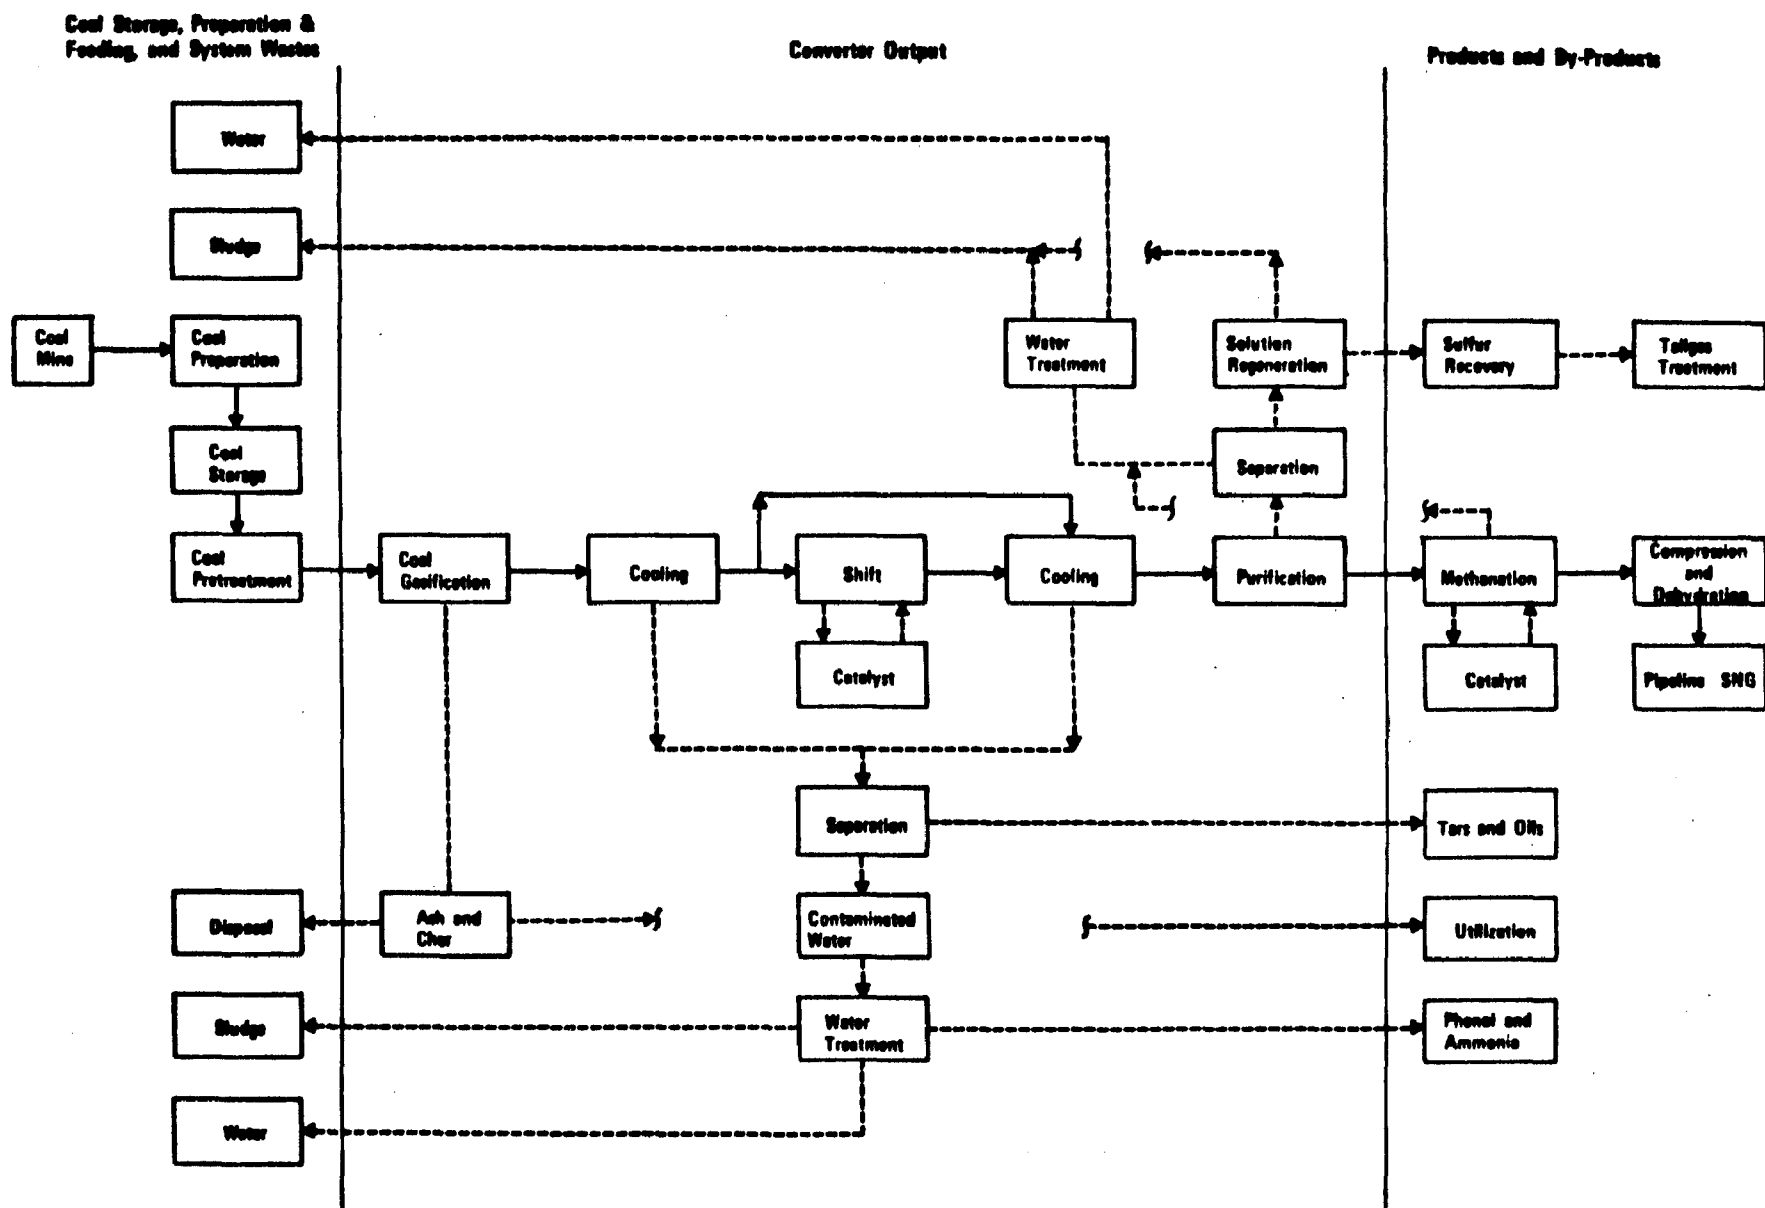 Coal Storage, Preparation &
Feeding, and System Wastes
Converter Output
Products and By-Products
Water
Sludge
Coal
Mine
Coal
Preparation
Water
Treatment
Solution
Regeneration
Sulfur
Recovery
Tailgas
Treatment
Coal
Storage
Separation
Coal
Pretreatment
Coal
Gasification
Cooling
Shift
Cooling
Purification
Methanation
Compression
and
Dehydration
Catalyst
Catalyst
Pipeline SNG
Separation
Tars and Oils
Disposal
Ash and
Char
Contaminated
Water
Utilization
Sludge
Water
Treatment
Phenol and
Ammonia
Water